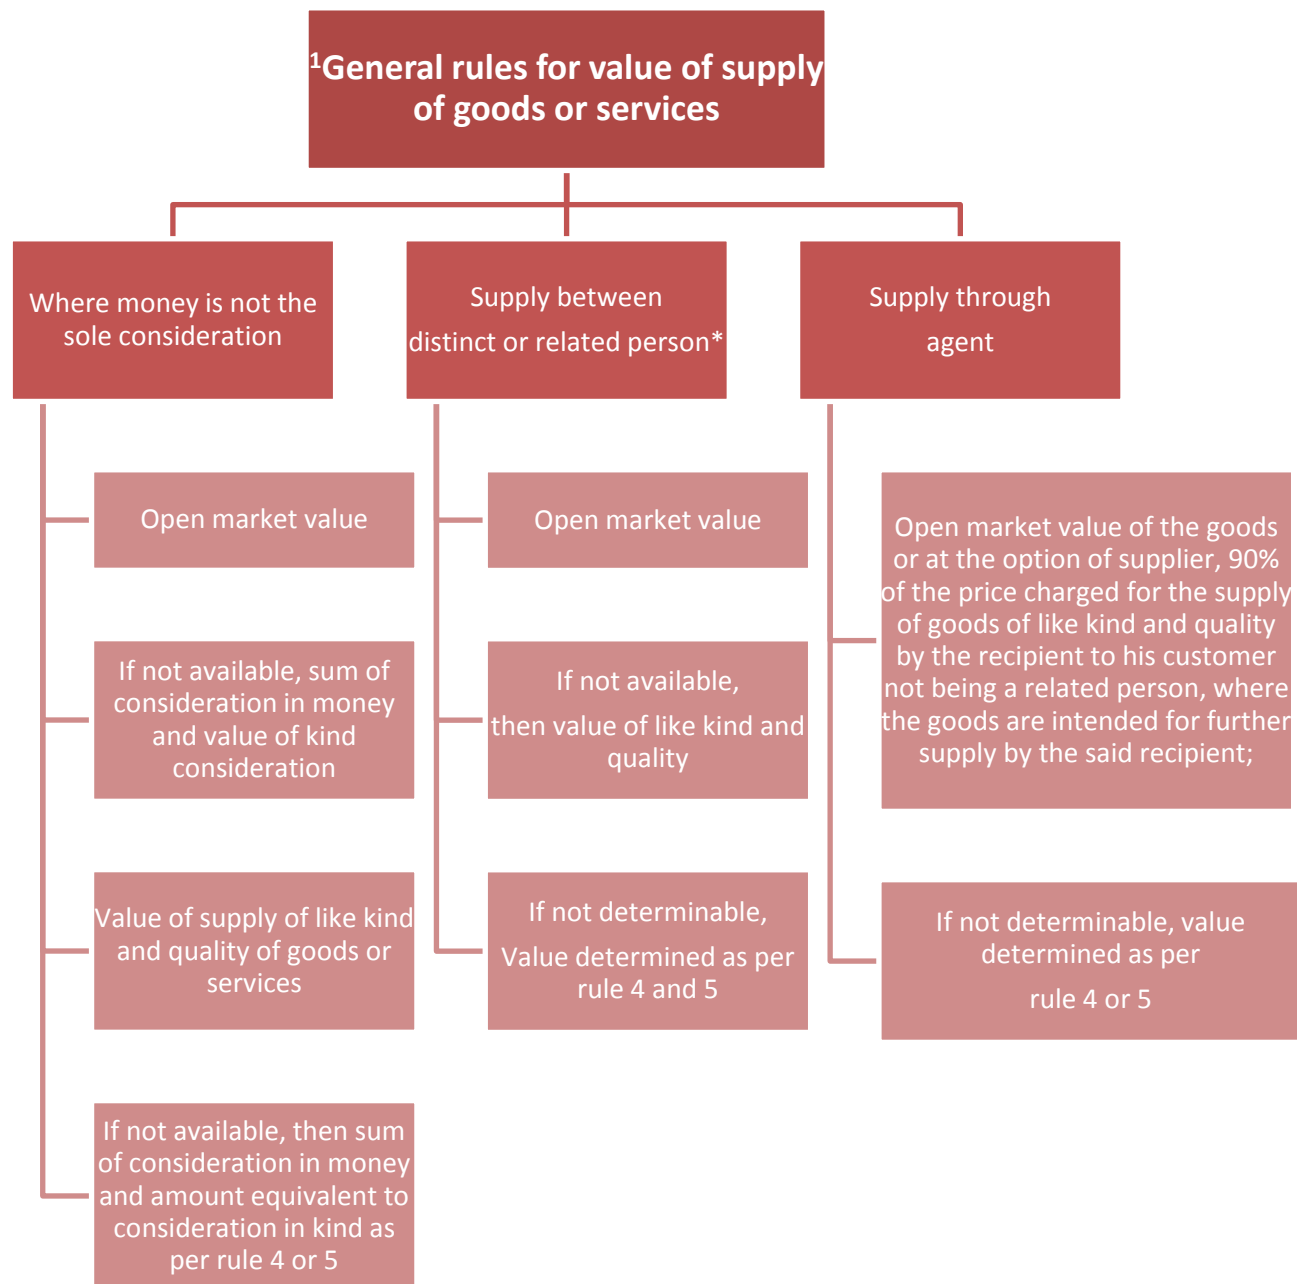 ¹General rules for value of supply
of goods or services
Where money is not the
sole consideration
Open market value
If not available, sum of
consideration in money
and value of kind
consideration
Value of supply of like kind
and quality of goods or
services
If not available, then sum
of consideration in money
and amount equivalent to
consideration in kind as
per rule 4 or 5
Supply between
distinct or related person*
Open market value
If not available,
then value of like kind and
quality
If not determinable,
Value determined as per
rule 4 and 5
Supply through
agent
Open market value of the goods
or at the option of supplier, 90%
of the price charged for the supply
of goods of like kind and quality
by the recipient to his customer
not being a related person, where
the goods are intended for further
supply by the said recipient;
If not determinable, value
determined as per
rule 4 or 5